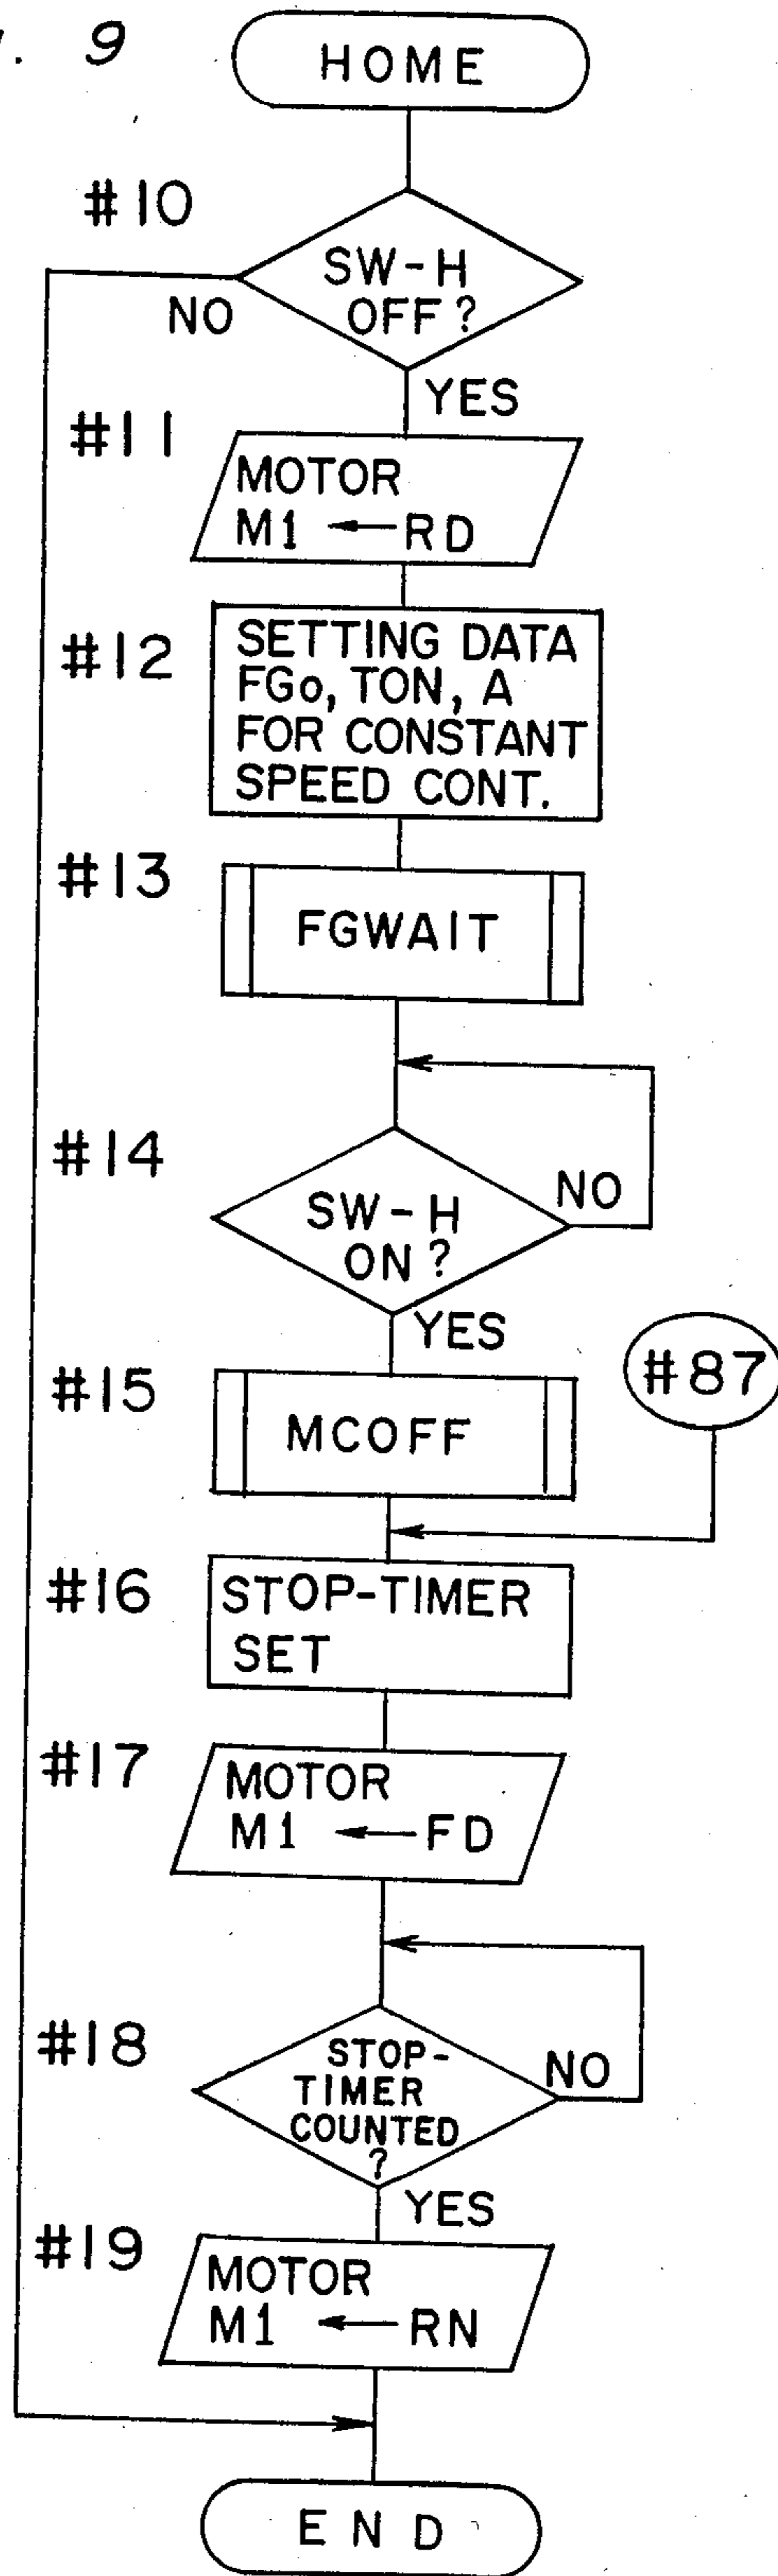 . 9
HOME
#10
SW-H
OFF?
NO
YES
#11
MOTOR
M1 ← RD
#12
SETTING DATA
FGo, TON, A
FOR CONSTANT
SPEED CONT.
#13
FGWAIT
#14
SW-H
ON?
NO
YES
#15
MCOFF
#87
#16
STOP-TIMER
SET
#17
MOTOR
M1 ← FD
#18
STOP-
TIMER
COUNTED
?
NO
YES
#19
MOTOR
M1 ← RN
END